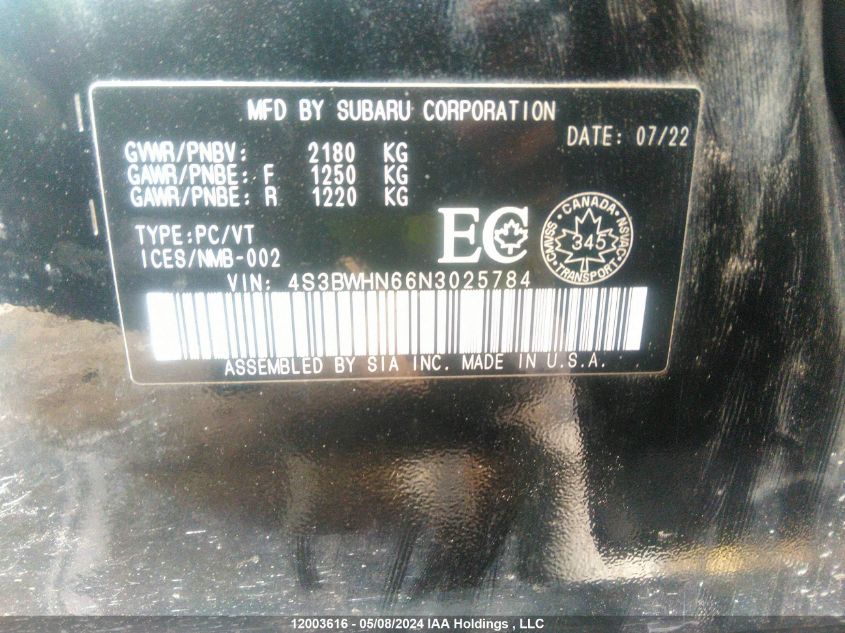 MFD BY SUBARU CORPORATION
DATE: 07/22
GVWR/PNBV: 2180 KG
GAWR/PNBE: F 1250 KG
GAWR/PNBE: R 1220 KG
TYPE:PC/VT
ICES/NMB-002
EC
CANADA
CMVSS 345 NSVAC
TRANSPORT
VIN: 4S3BWHN66N3025784
ASSEMBLED BY SIA INC. MADE IN U.S.A.
12003616 - 05/08/2024 IAA Holdings , LLC